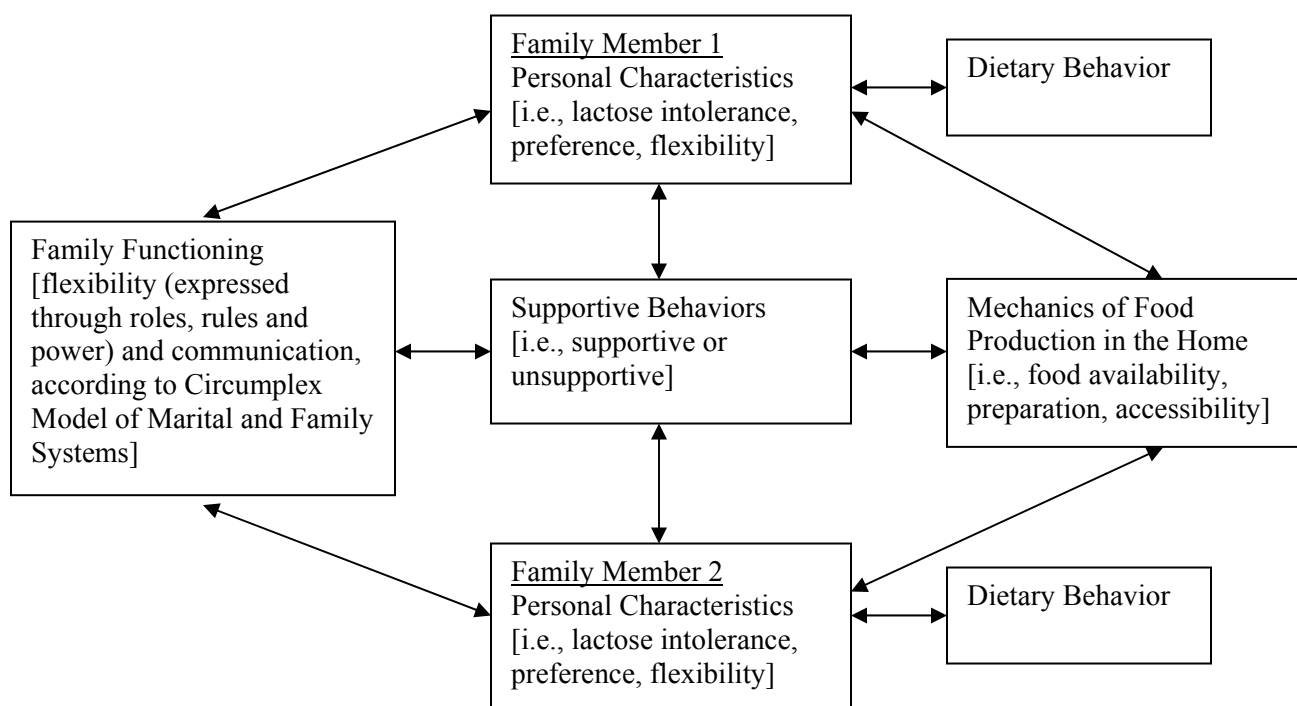 Family Member 1
Personal Characteristics
[i.e., lactose intolerance,
preference, flexibility]
Dietary Behavior
Family Functioning
[flexibility (expressed
through roles, rules and
power) and communication,
according to Circumplex
Model of Marital and Family
Systems]
Supportive Behaviors
[i.e., supportive or
unsupportive]
Mechanics of Food
Production in the Home
[i.e., food availability,
preparation, accessibility]
Family Member 2
Personal Characteristics
[i.e., lactose intolerance,
preference, flexibility]
Dietary Behavior